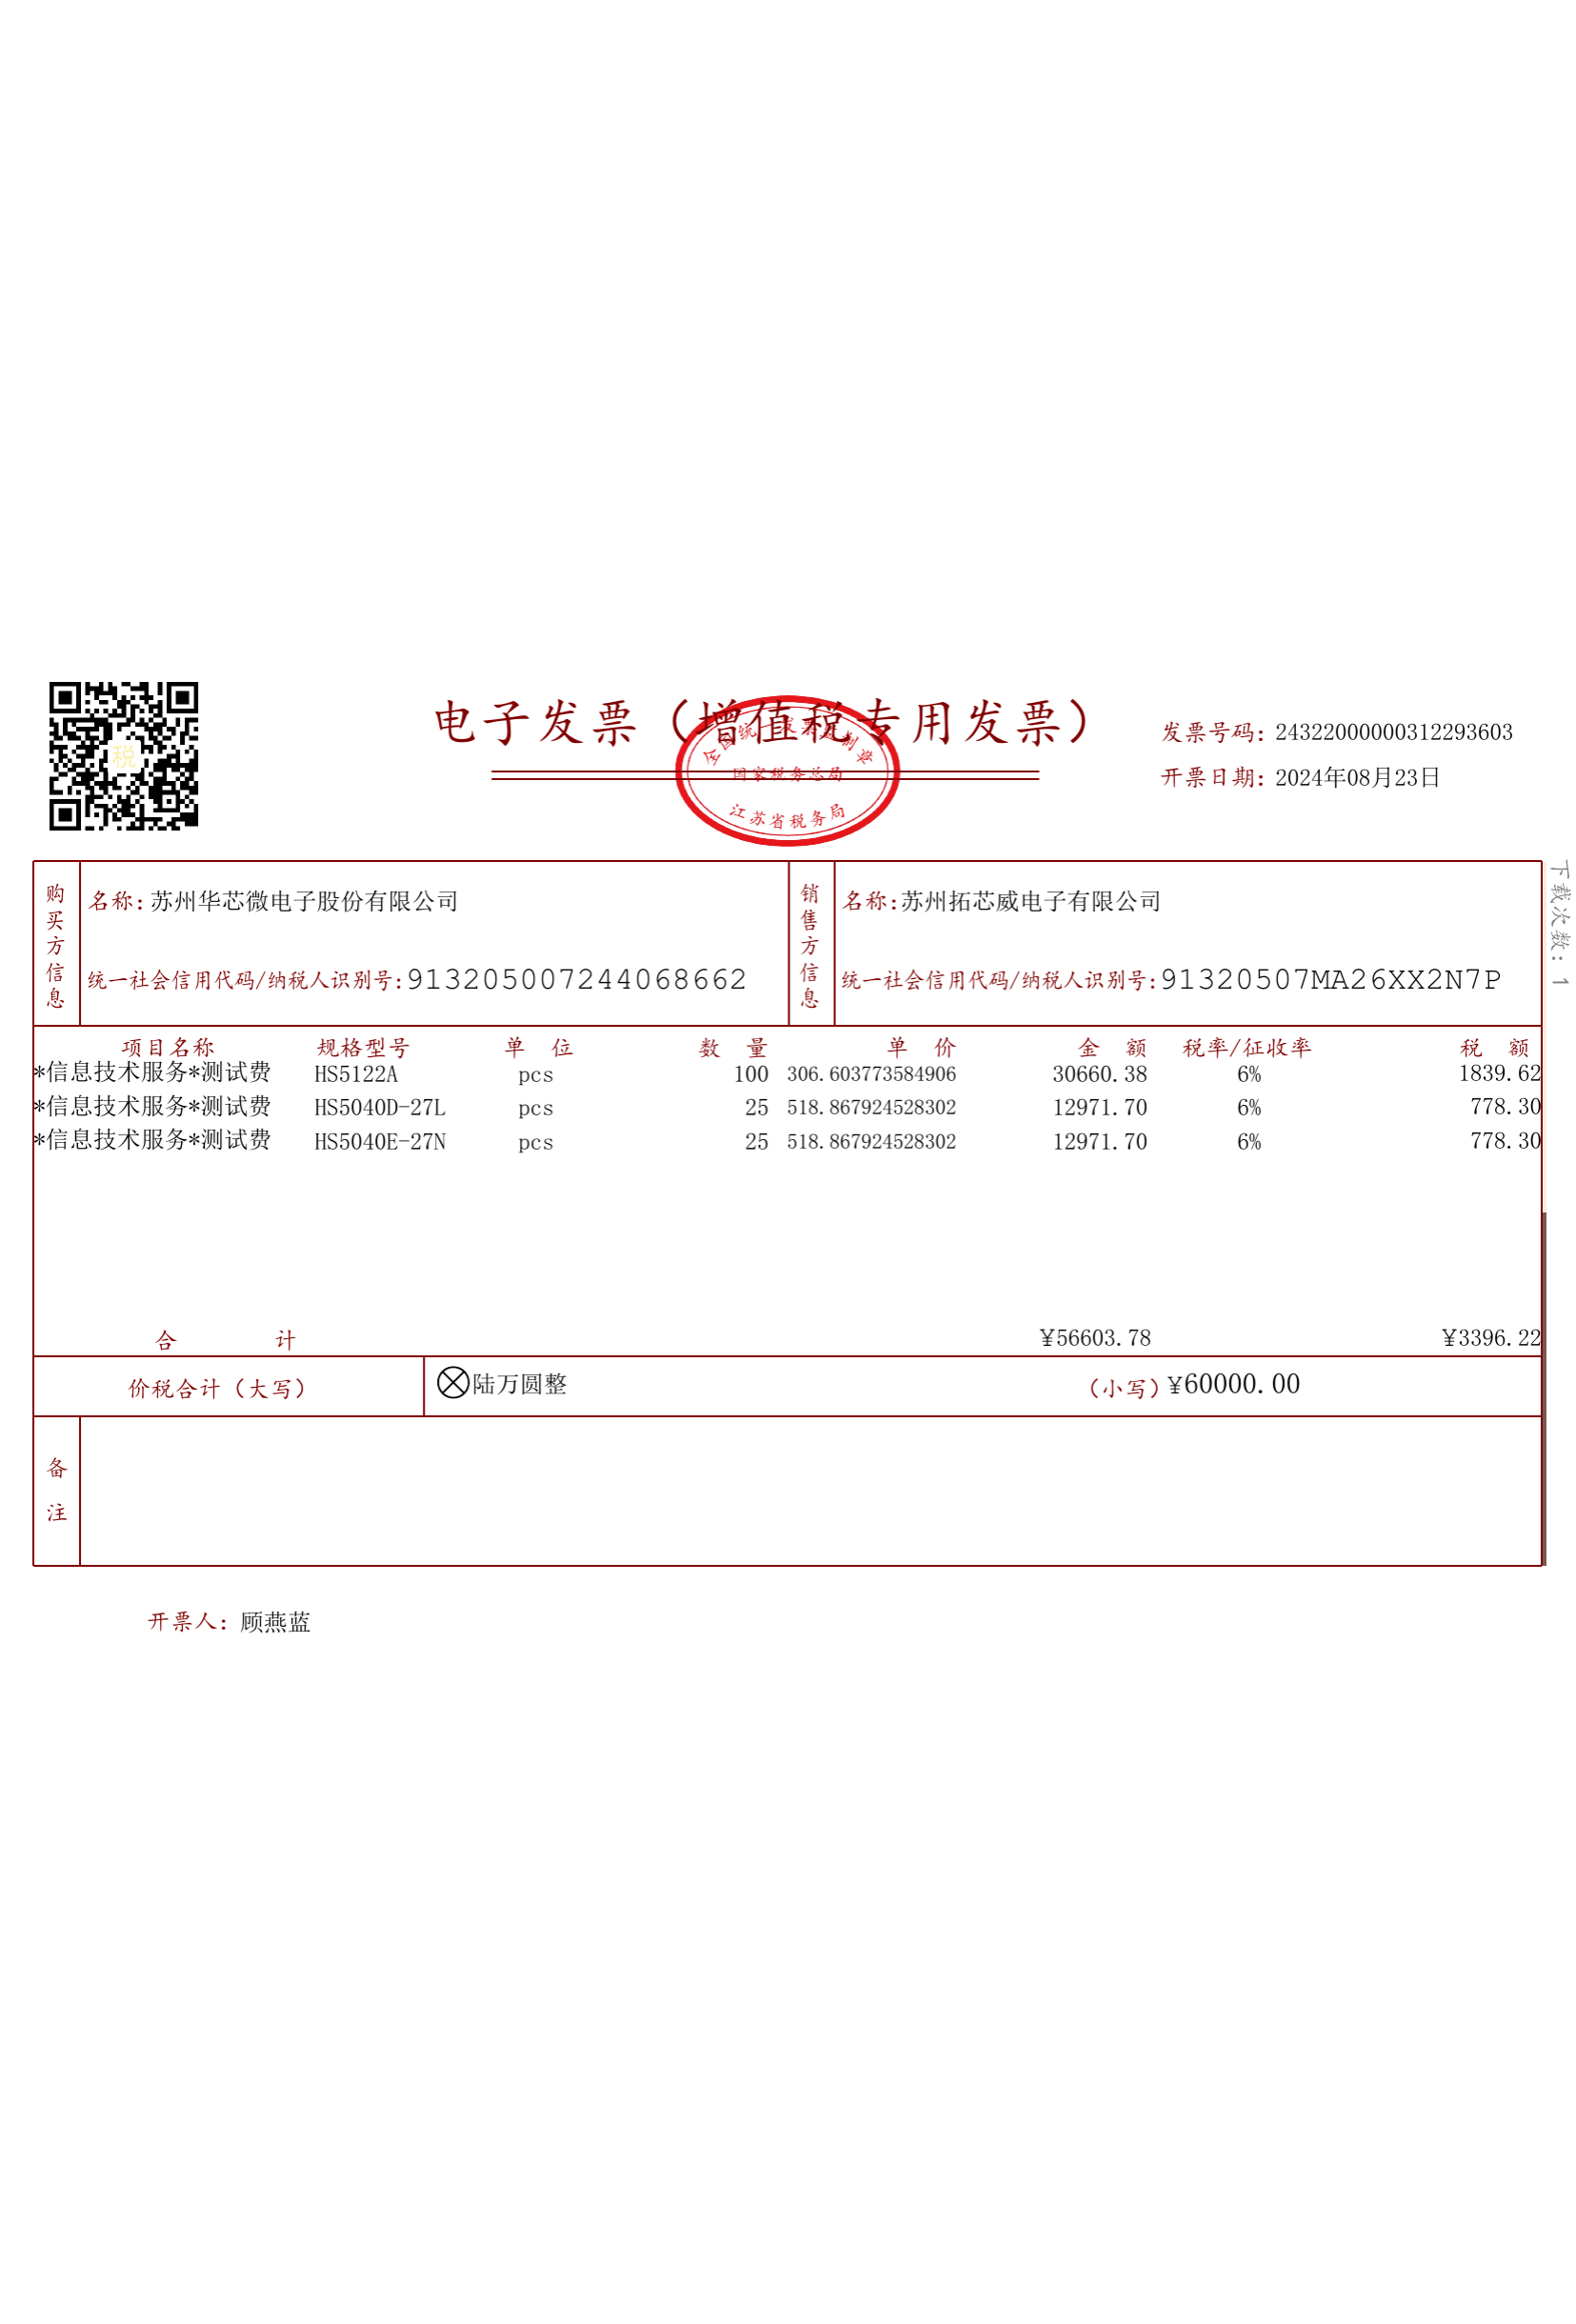 电子发票（增值税专用发票）
全国统一发票监制章
国家税务总局
江苏省税务局
税
发票号码：24322000000312293603
开票日期：2024年08月23日
下载次数：1
购买方信息
名称：苏州华芯微电子股份有限公司
统一社会信用代码/纳税人识别号：913205007244068662
销售方信息
名称：苏州拓芯威电子有限公司
统一社会信用代码/纳税人识别号：91320507MA26XX2N7P
项目名称 规格型号 单 位 数 量 单 价 金 额 税率/征收率 税 额
*信息技术服务*测试费 HS5122A pcs 100 306.603773584906 30660.38 6% 1839.62
*信息技术服务*测试费 HS5040D-27L pcs 25 518.867924528302 12971.70 6% 778.30
*信息技术服务*测试费 HS5040E-27N pcs 25 518.867924528302 12971.70 6% 778.30
合 计 ¥56603.78 ¥3396.22
价税合计（大写） 陆万圆整 （小写）¥60000.00
备注
开票人：顾燕蓝